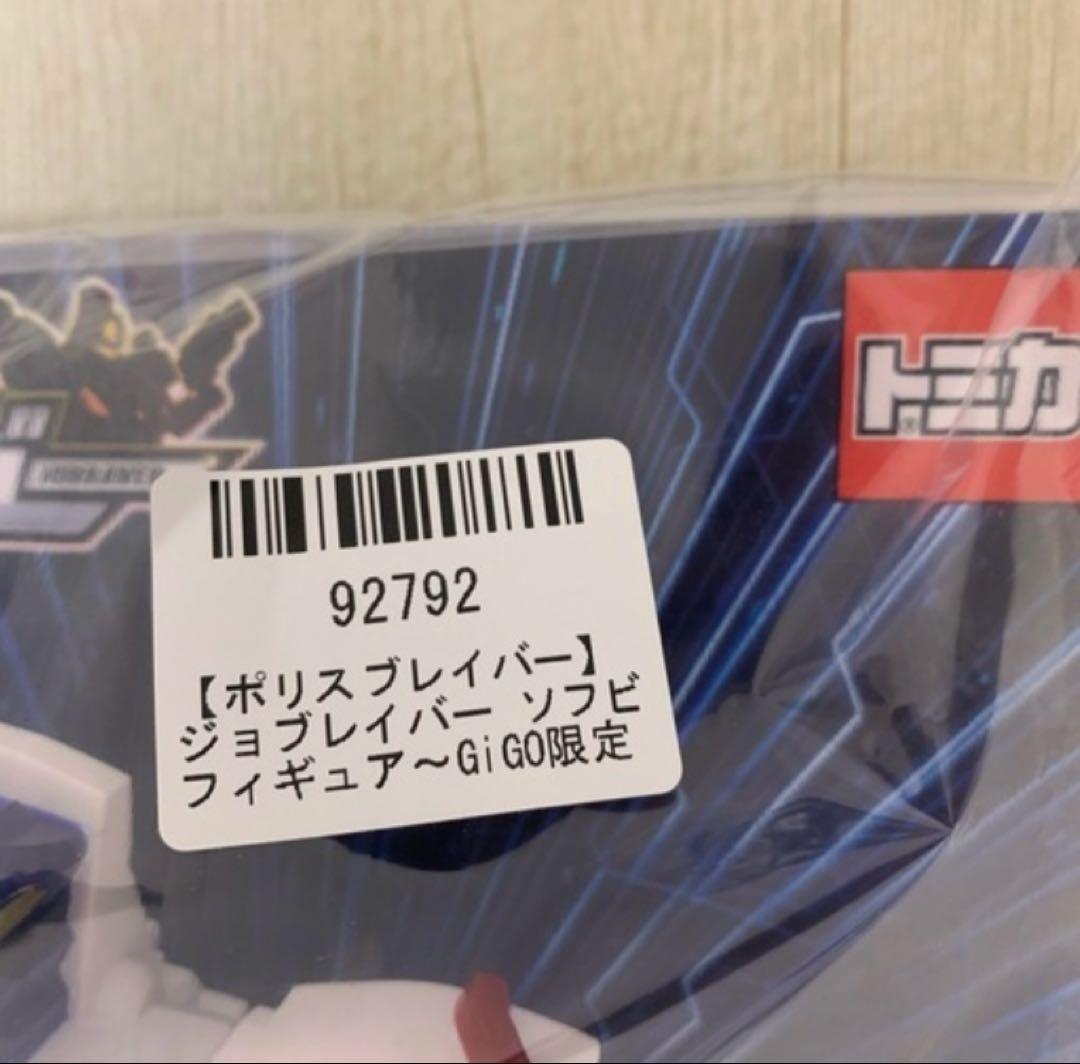 トミカ
92792
【ポリスブレイバー】
ジョブレイバー ソフビ
フィギュア～GiGO限定